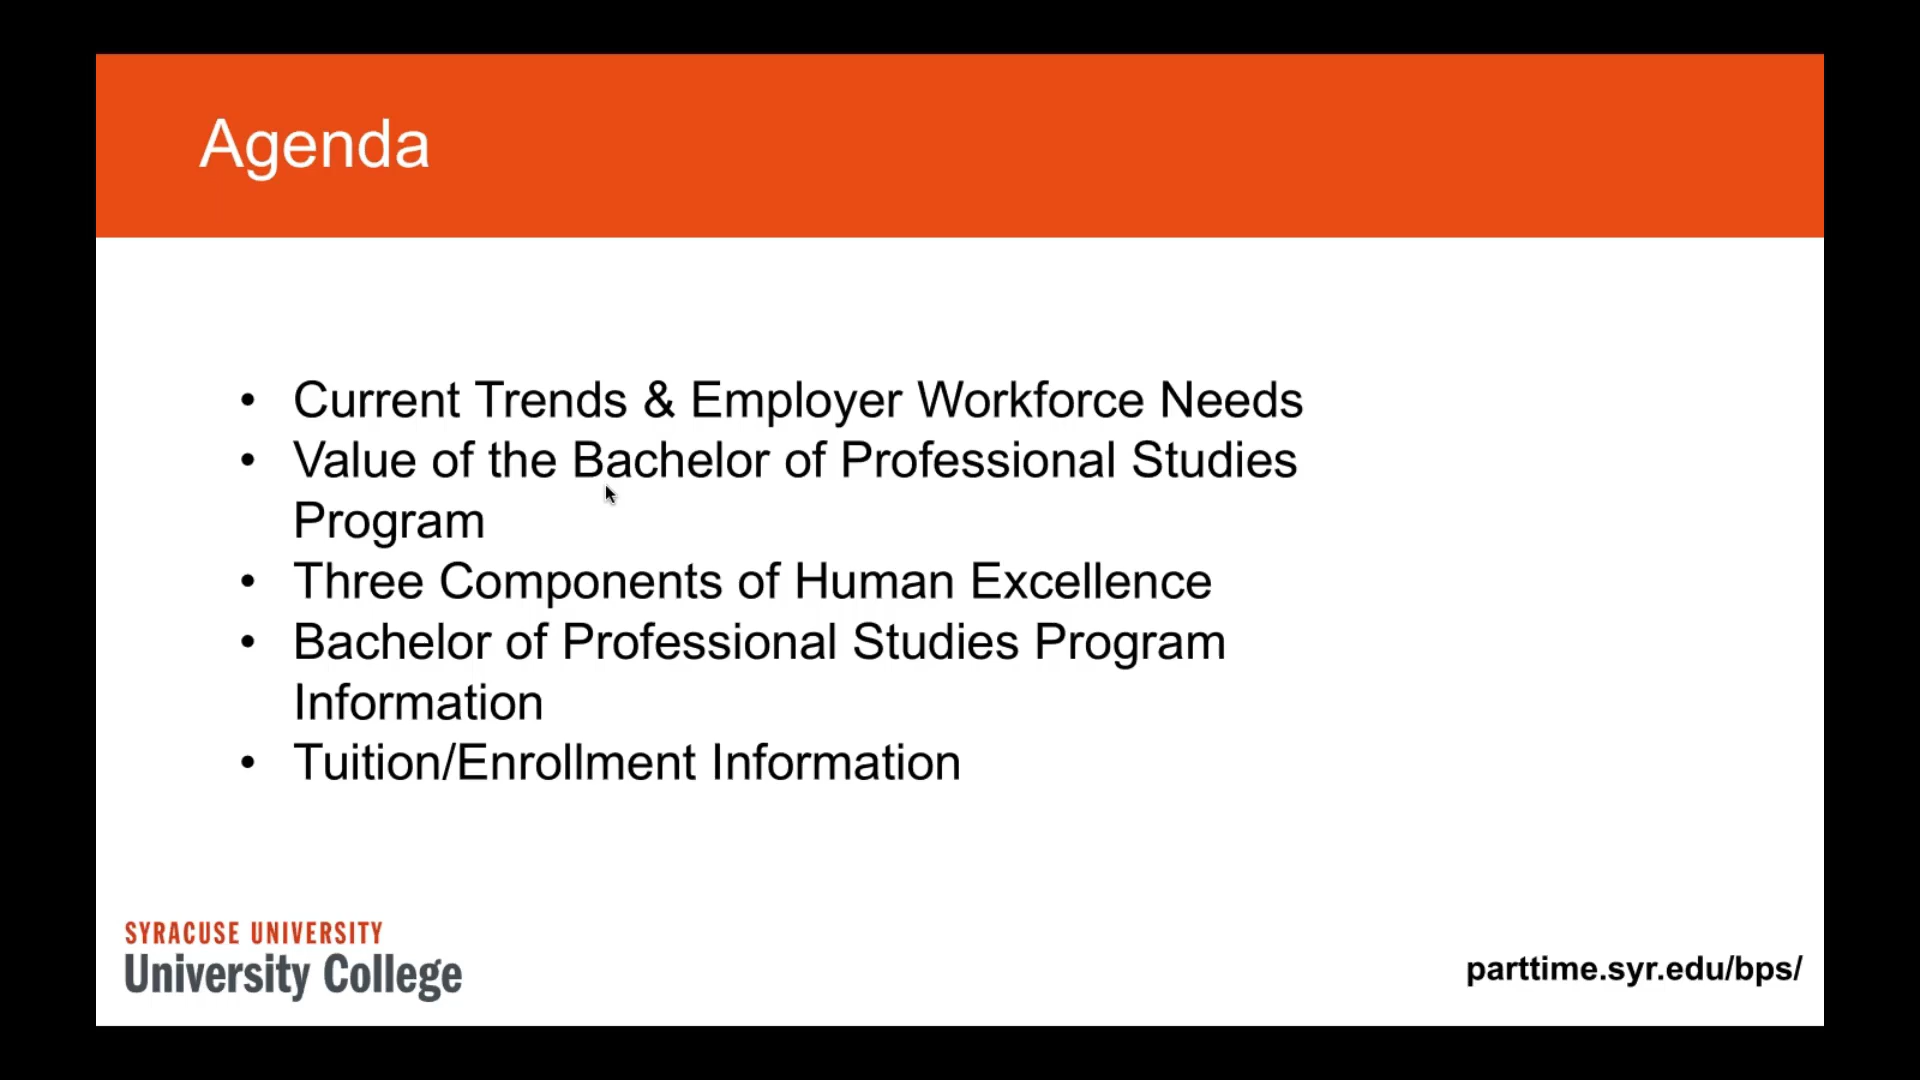 Agenda
• Current Trends & Employer Workforce Needs
• Value of the Bachelor of Professional Studies
Program
• Three Components of Human Excellence
• Bachelor of Professional Studies Program
Information
• Tuition/Enrollment Information
SYRACUSE UNIVERSITY
University College
parttime.syr.edu/bps/